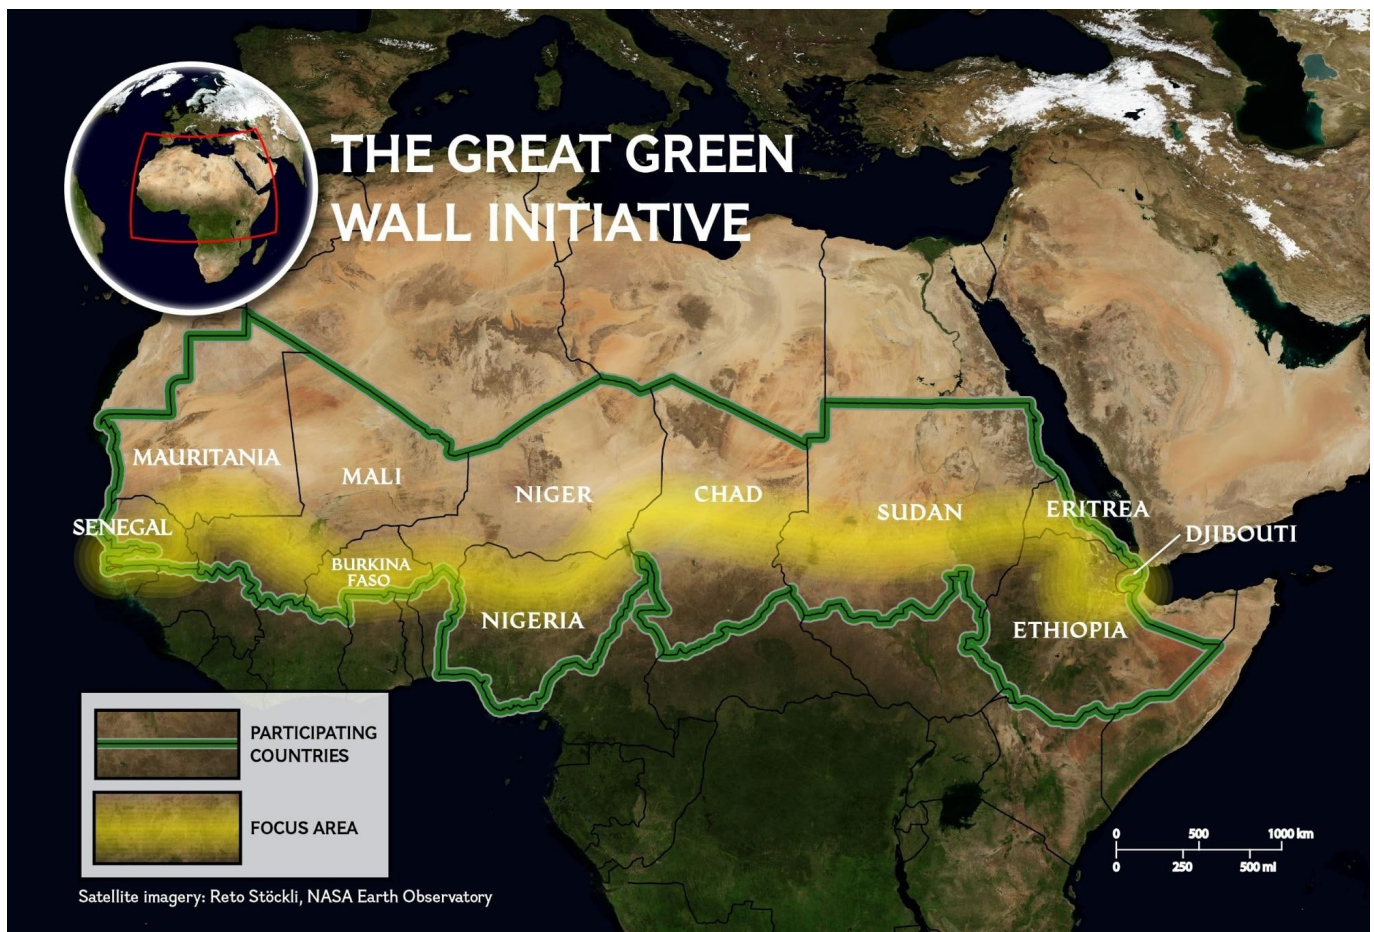 THE GREAT GREEN
WALL INITIATIVE
MAURITANIA
MALI
NIGER
CHAD
SUDAN
ERITREA
SENEGAL
DJIBOUTI
BURKINA
FASO
NIGERIA
ETHIOPIA
PARTICIPATING
COUNTRIES
FOCUS AREA
0 500 1000 km
0 250 500 mi
Satellite imagery: Reto Stöckli, NASA Earth Observatory